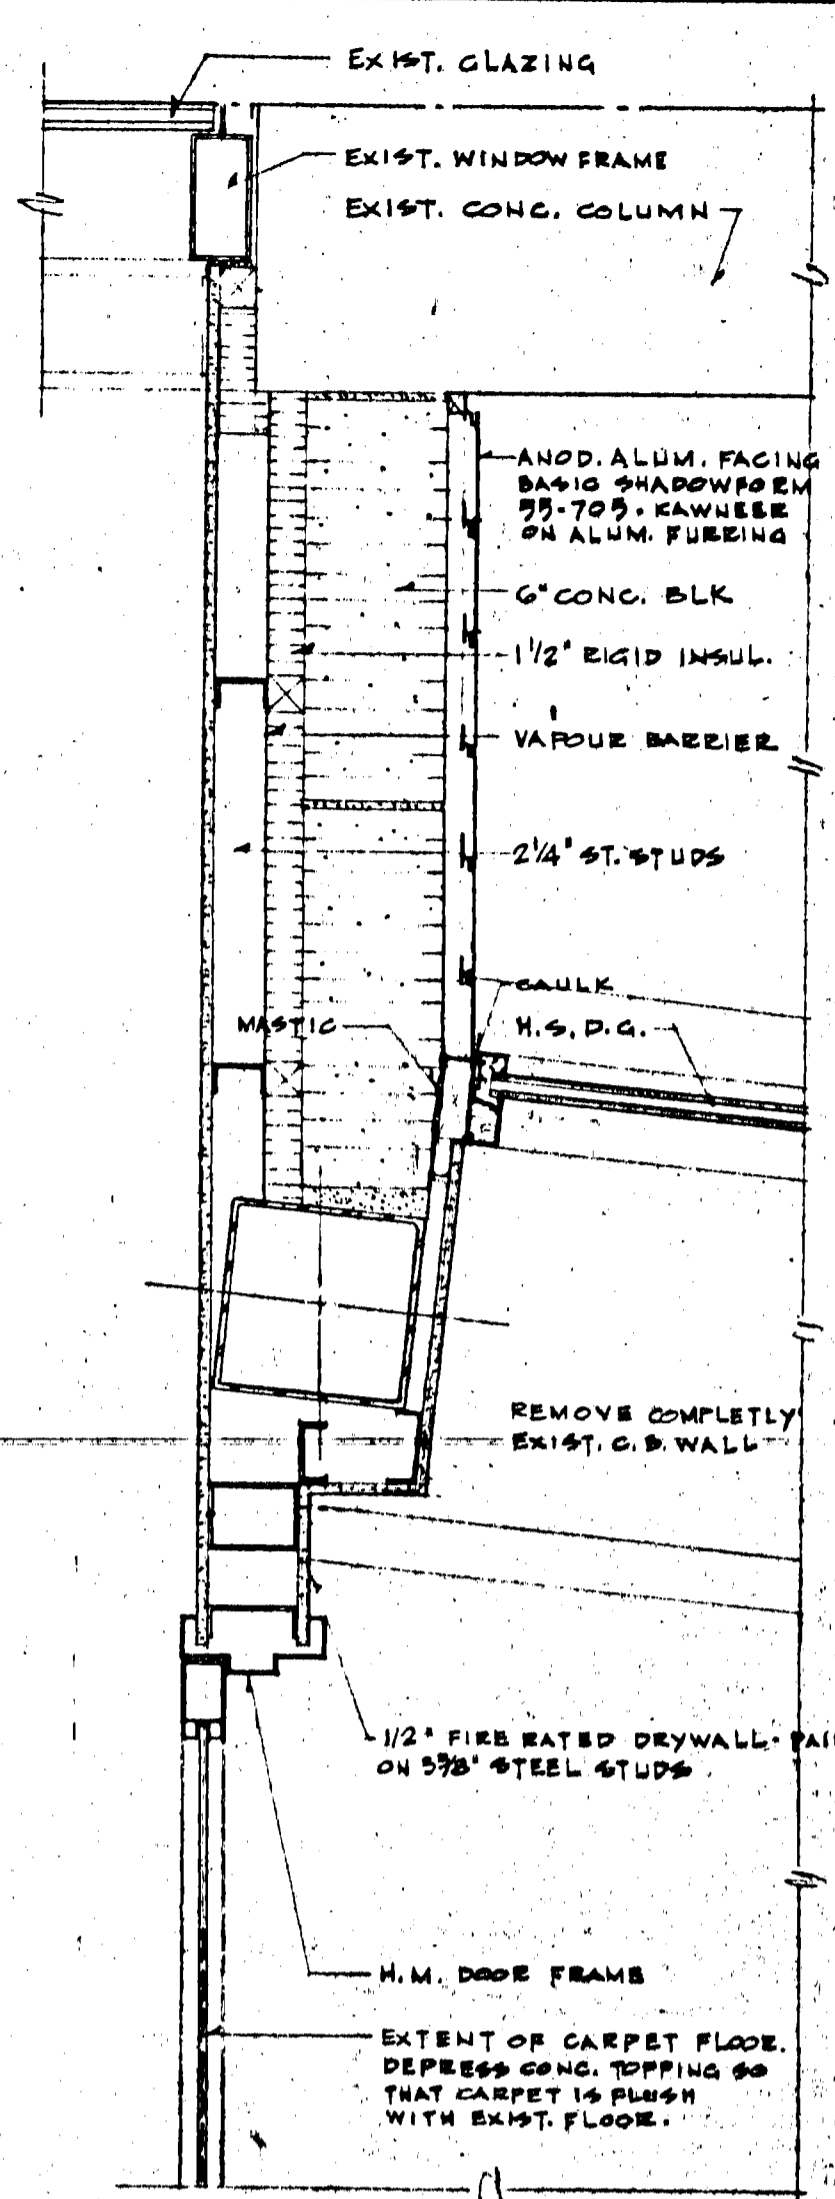 EXIST. GLAZING
EXIST. WINDOW FRAME
EXIST. CONC. COLUMN
ANOD. ALUM. FACING
BASIC SHADOWFORM
55-705. KAWNEER
ON ALUM. FURRING
6" CONC. BLK
1 1/2" RIGID INSUL.
VAPOUR BARRIER
2 1/4" ST. STUDS
CAULK
MASTIC
H.S.D.G.
REMOVE COMPLETLY
EXIST. C.B. WALL
1/2" FIRE RATED DRYWALL.
ON 3 5/8" STEEL STUDS
H.M. DOOR FRAME
EXTENT OF CARPET FLOOR.
DEPRESS CONC. TOPPING SO
THAT CARPET IS FLUSH
WITH EXIST. FLOOR.